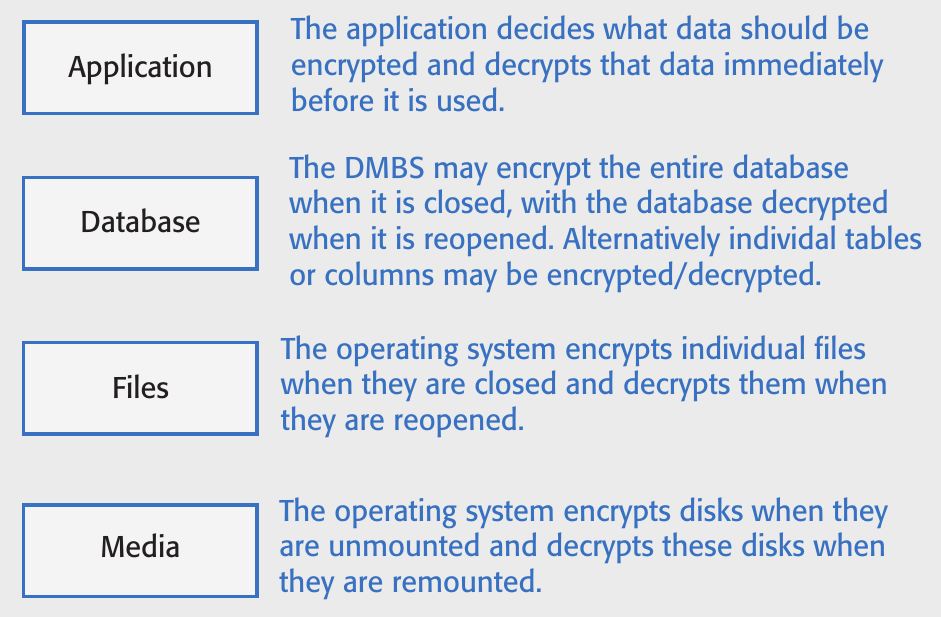 Application
The application decides what data should be
encrypted and decrypts that data immediately
before it is used.
Database
The DMBS may encrypt the entire database
when it is closed, with the database decrypted
when it is reopened. Alternatively individal tables
or columns may be encrypted/decrypted.
Files
The operating system encrypts individual files
when they are closed and decrypts them when
they are reopened.
Media
The operating system encrypts disks when they
are unmounted and decrypts these disks when
they are remounted.